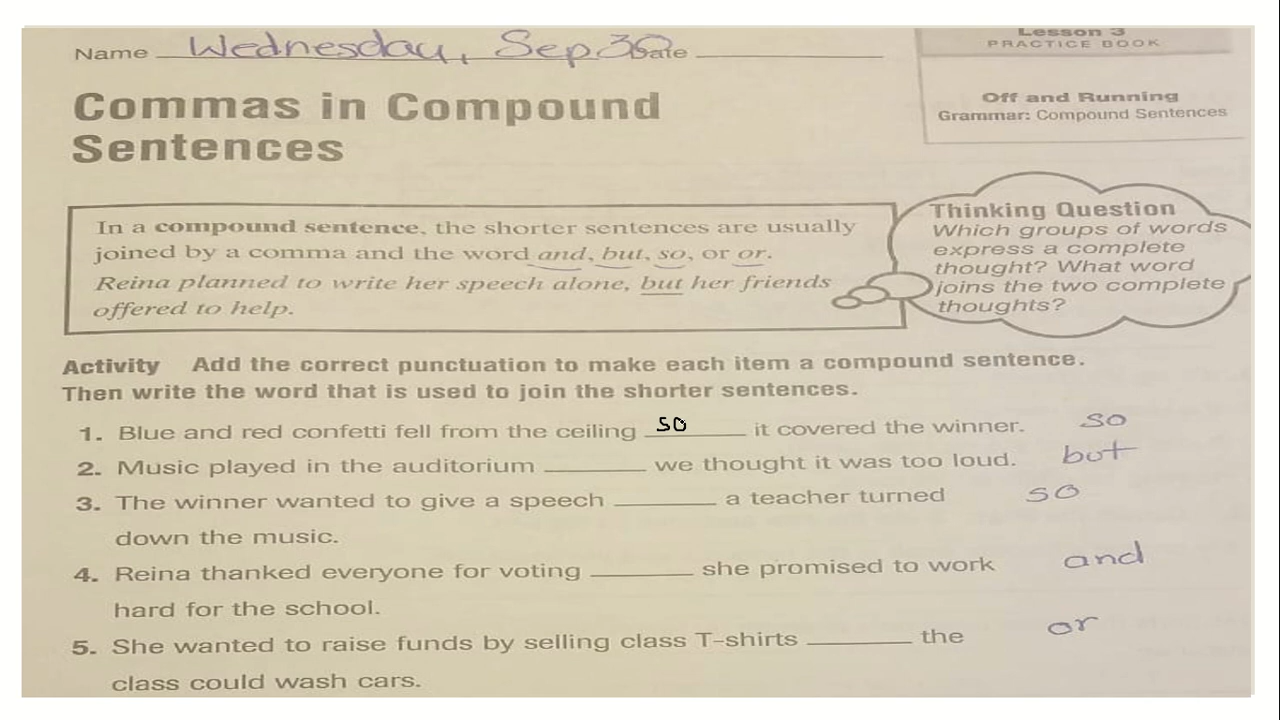 Name Wednesday, Sep 30 Date
Lesson 3
PRACTICE BOOK
Commas in Compound
Sentences
Off and Running
Grammar: Compound Sentences
In a compound sentence, the shorter sentences are usually
joined by a comma and the word and, but, so, or or.
Reina planned to write her speech alone, but her friends
offered to help.
Thinking Question
Which groups of words
express a complete
thought? What word
joins the two complete
thoughts?
Activity Add the correct punctuation to make each item a compound sentence.
Then write the word that is used to join the shorter sentences.
1. Blue and red confetti fell from the ceiling so it covered the winner. so
2. Music played in the auditorium ______ we thought it was too loud. but
3. The winner wanted to give a speech ______ a teacher turned so
down the music.
4. Reina thanked everyone for voting ______ she promised to work and
hard for the school.
5. She wanted to raise funds by selling class T-shirts ______ the or
class could wash cars.